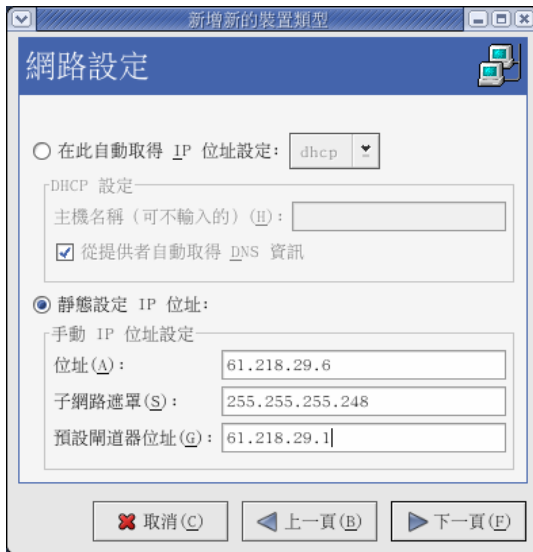 新增新的裝置類型
網路設定
在此自動取得 IP 位址設定: dhcp
DHCP 設定
主機名稱 (可不輸入的) (H):
從提供者自動取得 DNS 資訊
靜態設定 IP 位址:
手動 IP 位址設定
位址(A): 61.218.29.6
子網路遮罩(S): 255.255.255.248
預設閘道器位址(G): 61.218.29.1
取消(C) 上一頁(B) 下一頁(F)